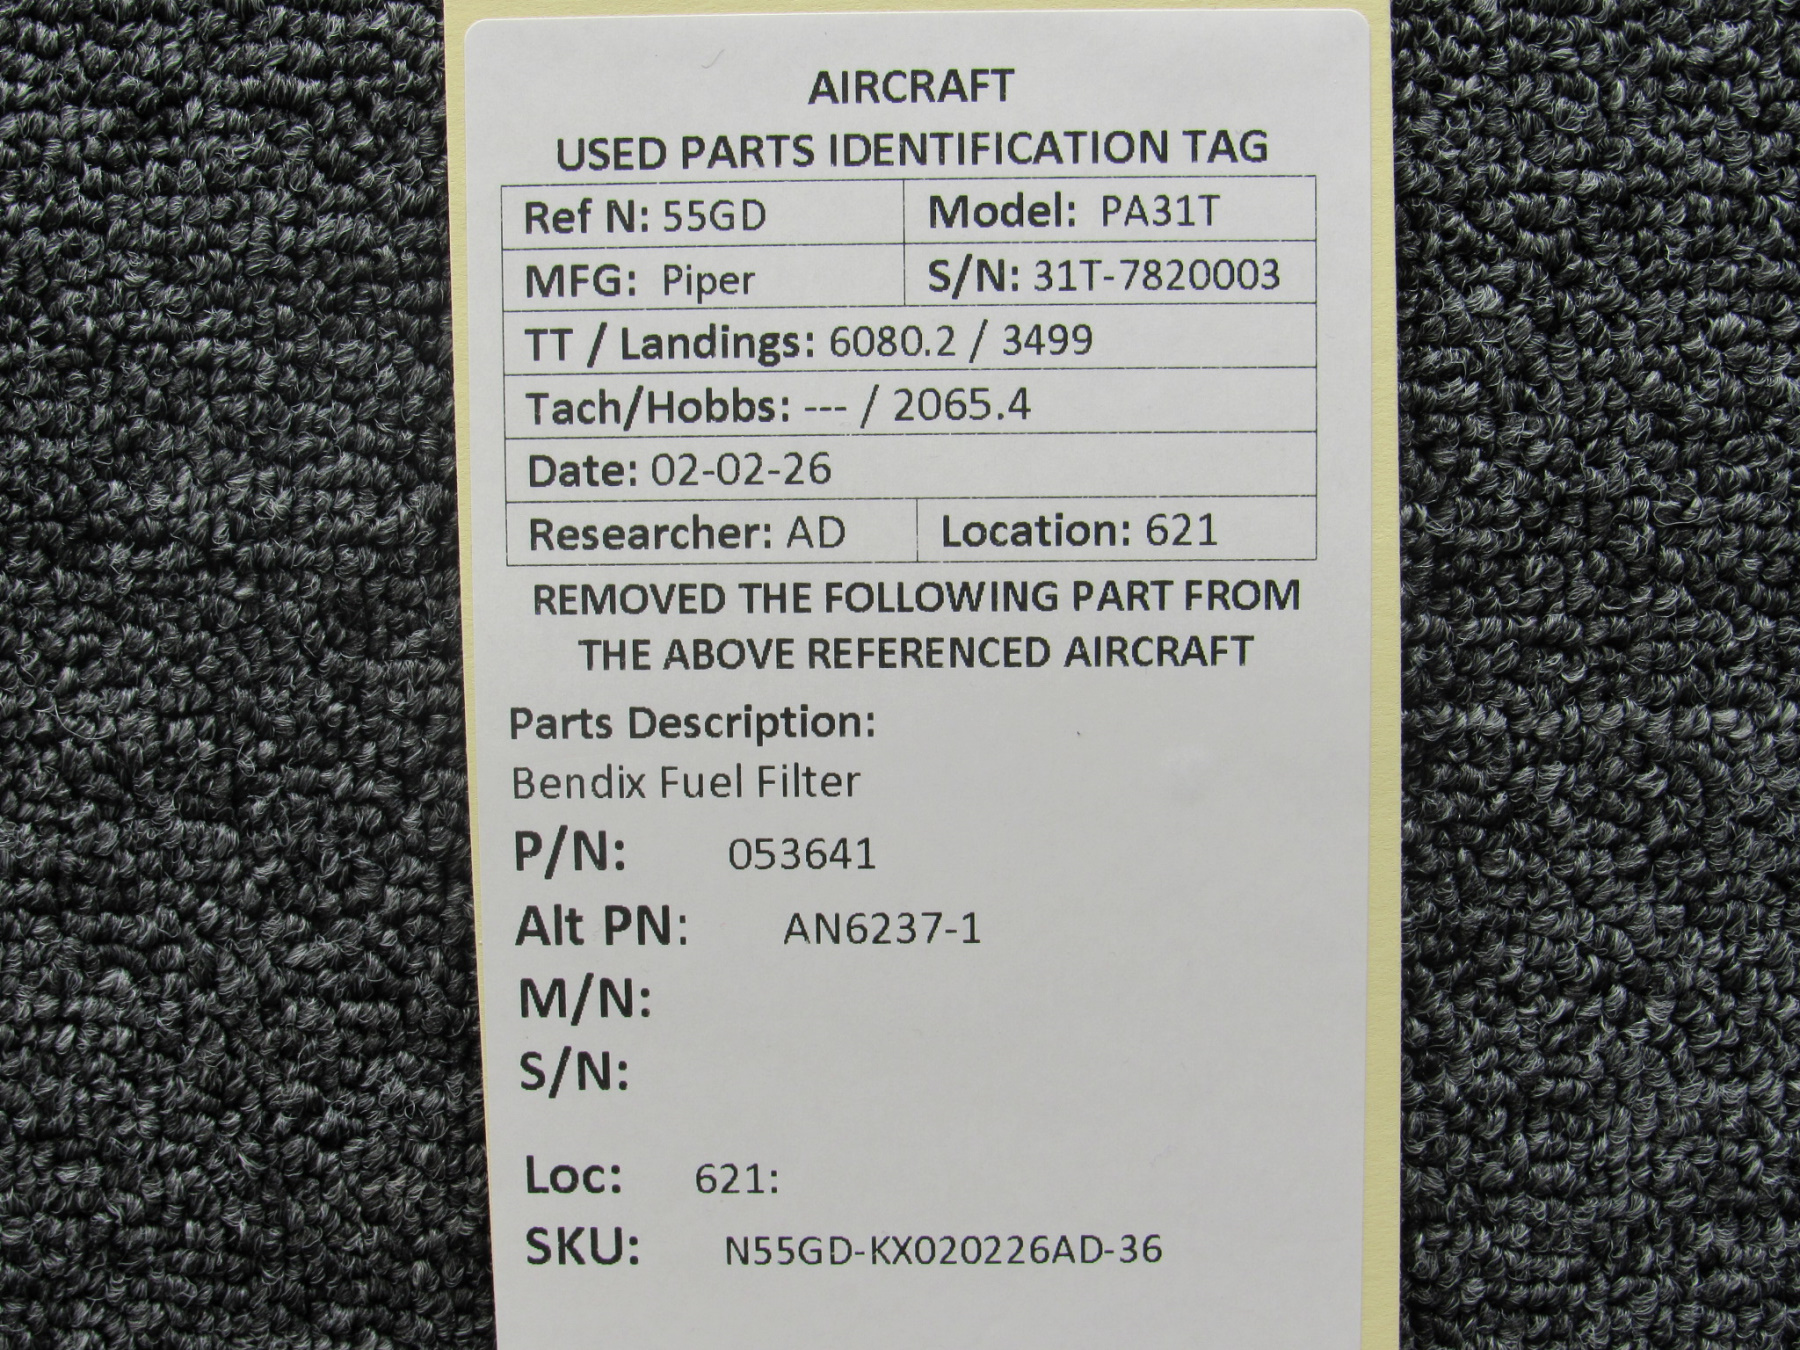 AIRCRAFT
USED PARTS IDENTIFICATION TAG
Ref N: 55GD Model: PA31T
MFG: Piper S/N: 31T-7820003
TT / Landings: 6080.2 / 3499
Tach/Hobbs: --- / 2065.4
Date: 02-02-26
Researcher: AD Location: 621
REMOVED THE FOLLOWING PART FROM
THE ABOVE REFERENCED AIRCRAFT
Parts Description:
Bendix Fuel Filter
P/N: 053641
Alt PN: AN6237-1
M/N:
S/N:
Loc: 621:
SKU: N55GD-KX020226AD-36